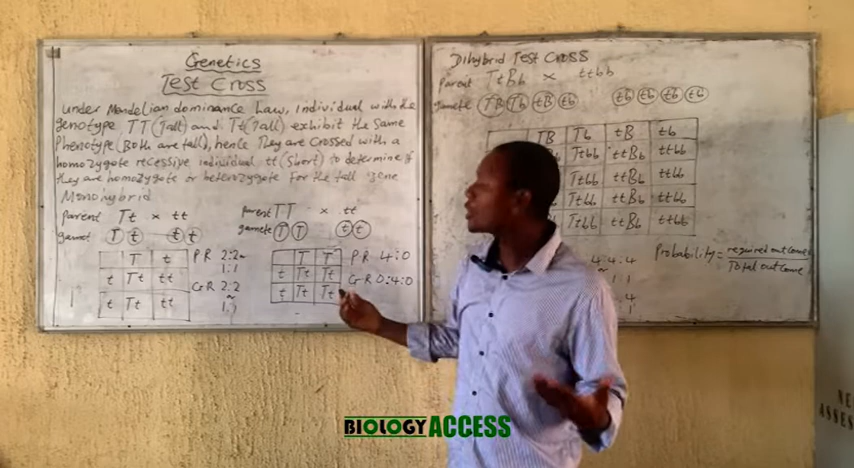 Genetics
Test Cross
Under Mendelian dominance Law, Individual with the
genotype TT (Tall) and Tt (Tall) exhibit the same
Phenotype (Both are tall), hence They are crossed with a
homozygote recessive individual tt (Short) to determine if
they are homozygote or heterozygote for the tall gene
Monohybrid
parent Tt × tt
gamet T t t t
T t
t Tt tt
t Tt tt
PR 2:2
1:1
GR 2:2
1:1
parent TT × tt
gamete T T t t
T T
t Tt Tt
t Tt Tt
PR 4:0
GR 0:4:0
Dihybrid Test Cross
Parent TtBb × ttbb
gamete TB Tb tB tb tb tb tb tb
TB Tb tB tb
Ttbb ttBb ttbb
Ttbb ttBb ttbb
Ttbb ttBb ttbb
Ttbb ttBb ttbb
4:4:4
Probability = required outcome
Total outcome
BIOLOGY ACCESS